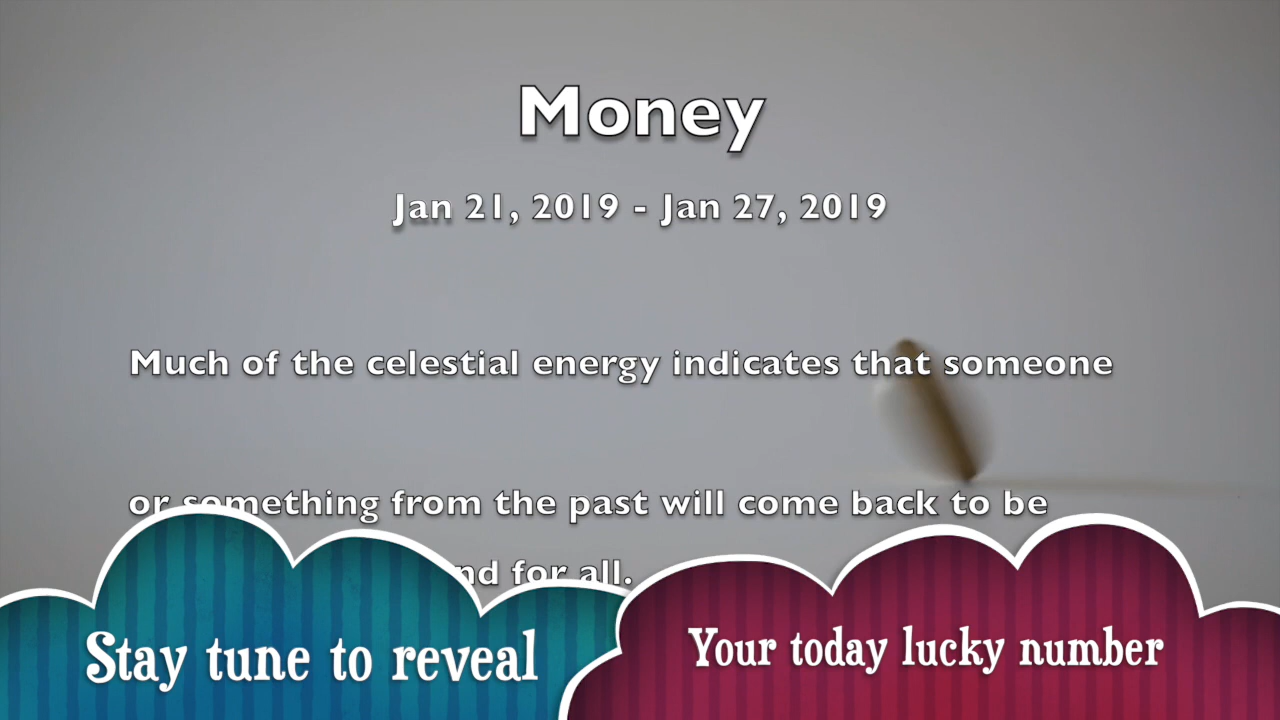 Money
Jan 21, 2019 - Jan 27, 2019
Much of the celestial energy indicates that someone
or something from the past will come back to be
for all.
Stay tune to reveal
Your today lucky number